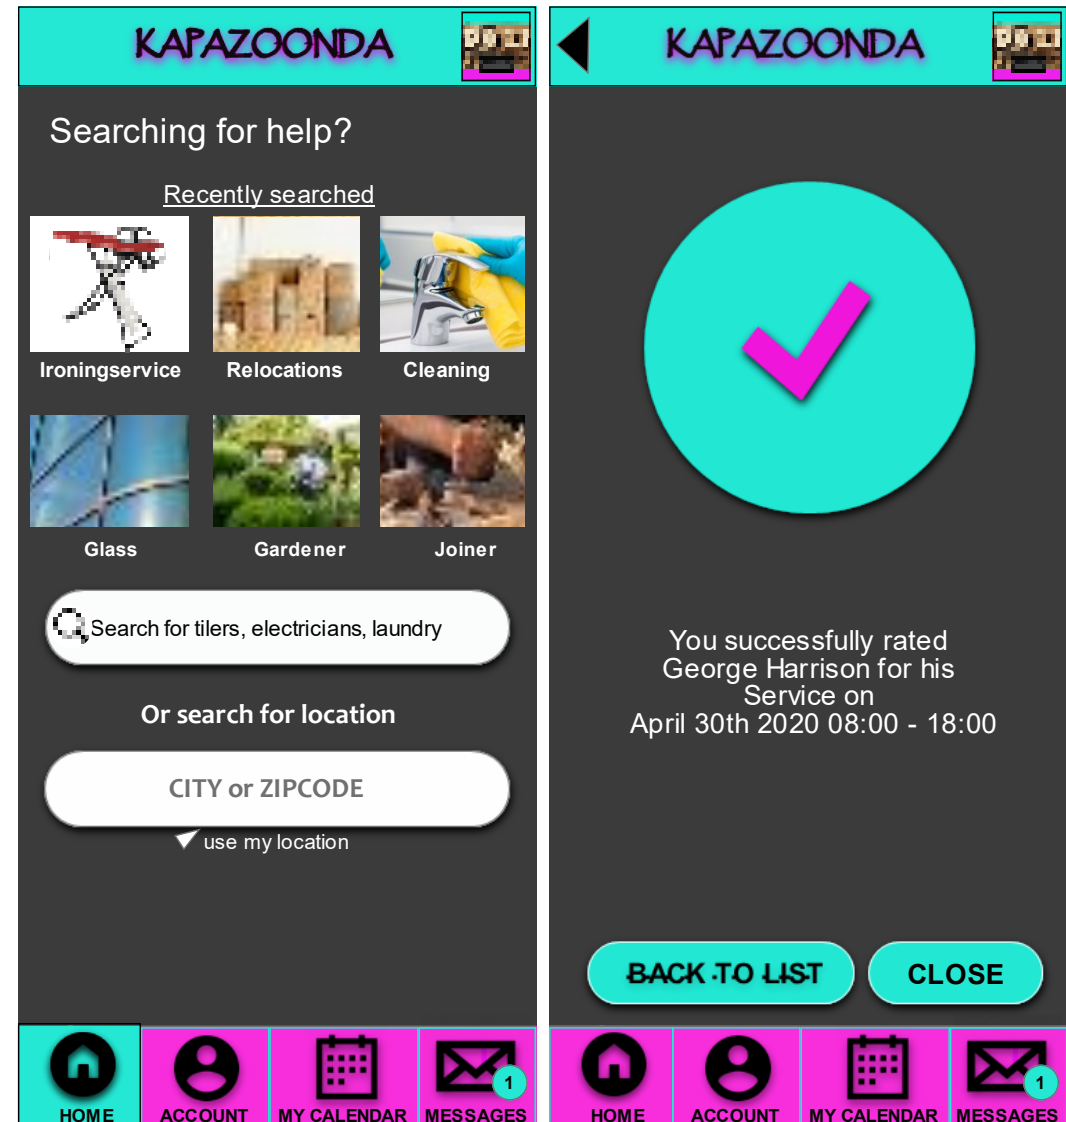 KAPAZOONDA
Searching for help?
Recently searched
Ironingservice Relocations Cleaning
Glass Gardener Joiner
Search for tilers, electricians, laundry
Or search for location
CITY or ZIPCODE
use my location
HOME ACCOUNT MY CALENDAR MESSAGES 1
KAPAZOONDA
You successfully rated
George Harrison for his
Service on
April 30th 2020 08:00 - 18:00
BACK TO LIST CLOSE
HOME ACCOUNT MY CALENDAR MESSAGES 1